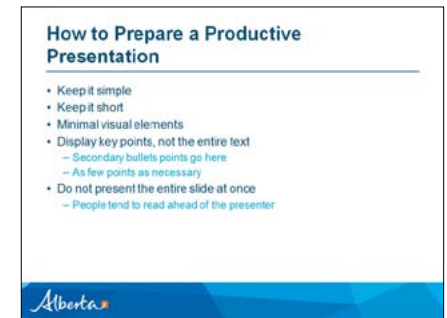 How to Prepare a Productive
Presentation
• Keep it simple
• Keep it short
• Minimal visual elements
• Display key points, not the entire text
– Secondary bullets points go here
– As few points as necessary
• Do not present the entire slide at once
– People tend to read ahead of the presenter
Alberta